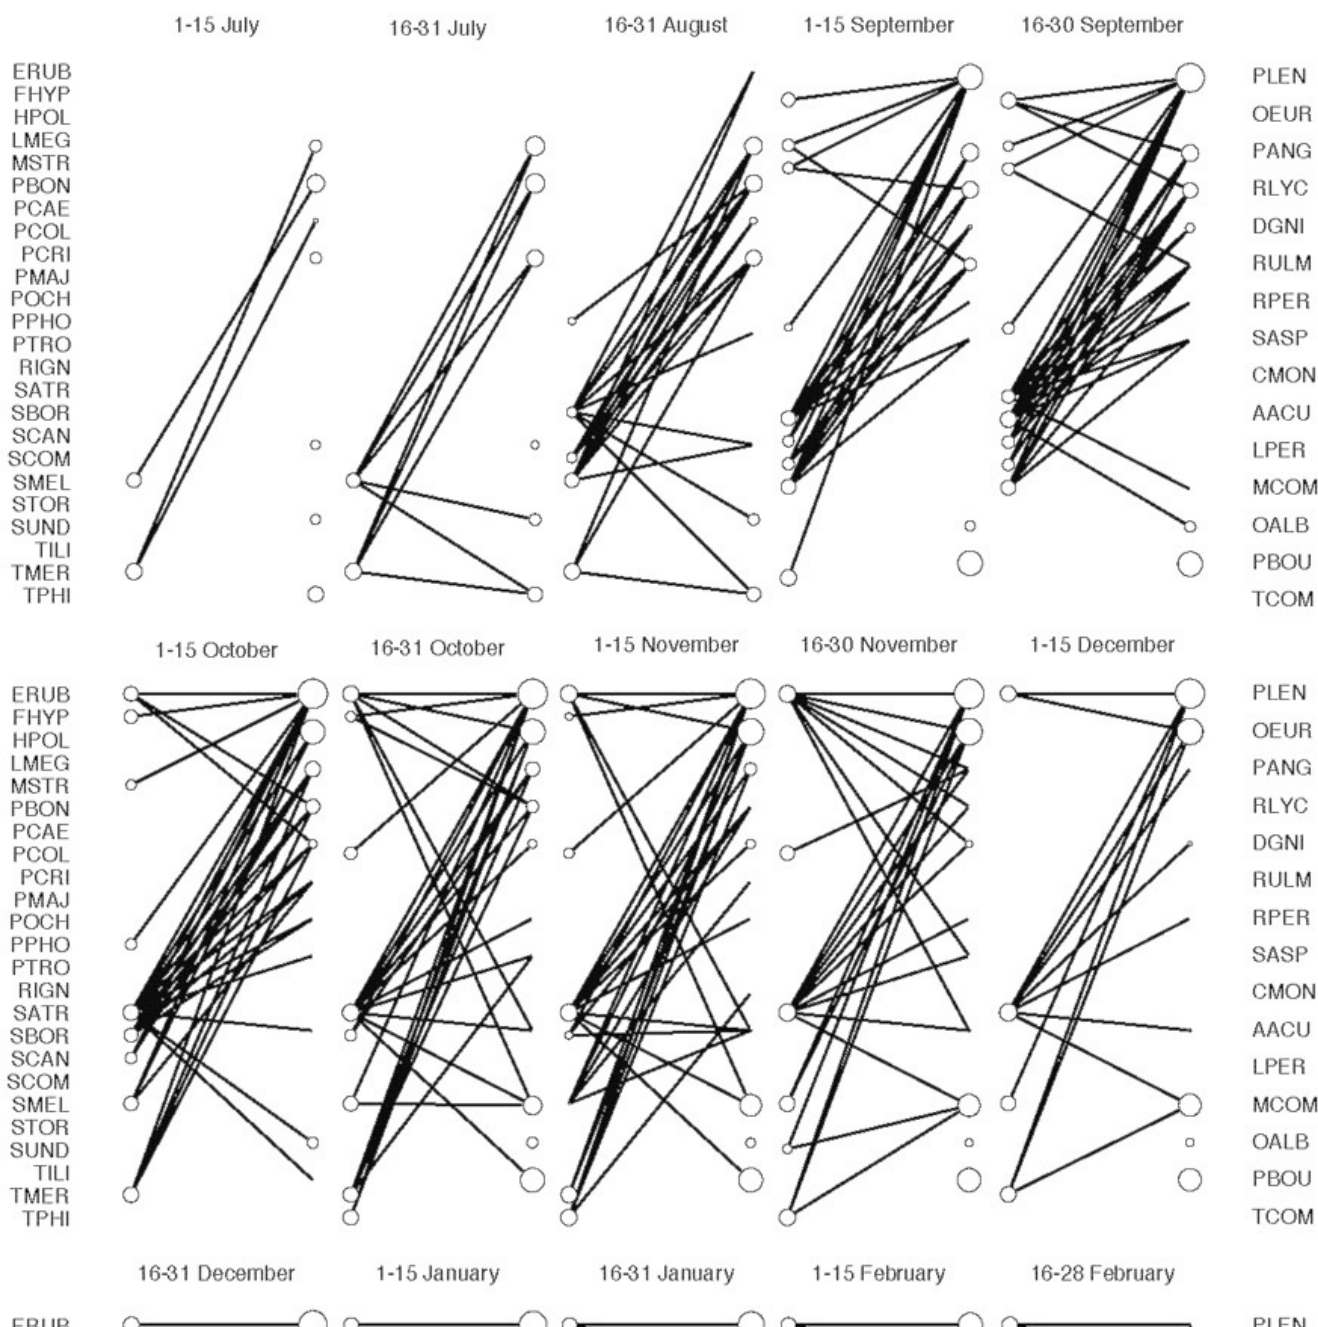 1-15 July 16-31 July 16-31 August 1-15 September 16-30 September
ERUB
FHYP
HPOL
LMEG
MSTR
PBON
PCAE
PCOL
PCRI
PMAJ
POCH
PPHO
PTRO
RIGN
SATR
SBOR
SCAN
SCOM
SMEL
STOR
SUND
TILI
TMER
TPHI
PLEN
OEUR
PANG
RLYC
DGNI
RULM
RPER
SASP
CMON
AACU
LPER
MCOM
OALB
PBOU
TCOM
1-15 October 16-31 October 1-15 November 16-30 November 1-15 December
ERUB
FHYP
HPOL
LMEG
MSTR
PBON
PCAE
PCOL
PCRI
PMAJ
POCH
PPHO
PTRO
RIGN
SATR
SBOR
SCAN
SCOM
SMEL
STOR
SUND
TILI
TMER
TPHI
PLEN
OEUR
PANG
RLYC
DGNI
RULM
RPER
SASP
CMON
AACU
LPER
MCOM
OALB
PBOU
TCOM
16-31 December 1-15 January 16-31 January 1-15 February 16-28 February
ERUB
PLEN